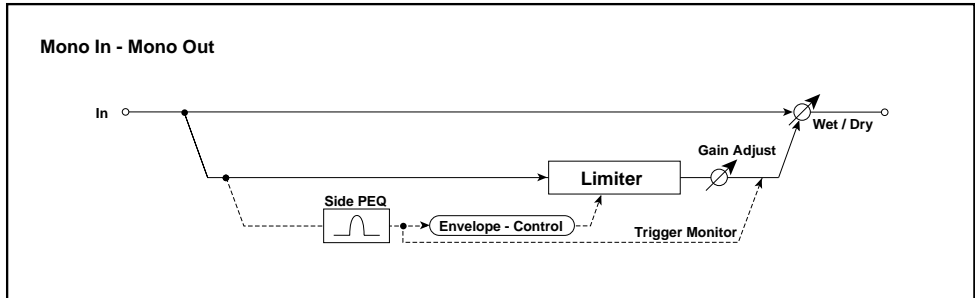 Mono In - Mono Out
In
Wet / Dry
Gain Adjust
Limiter
Side PEQ
Envelope - Control
Trigger Monitor